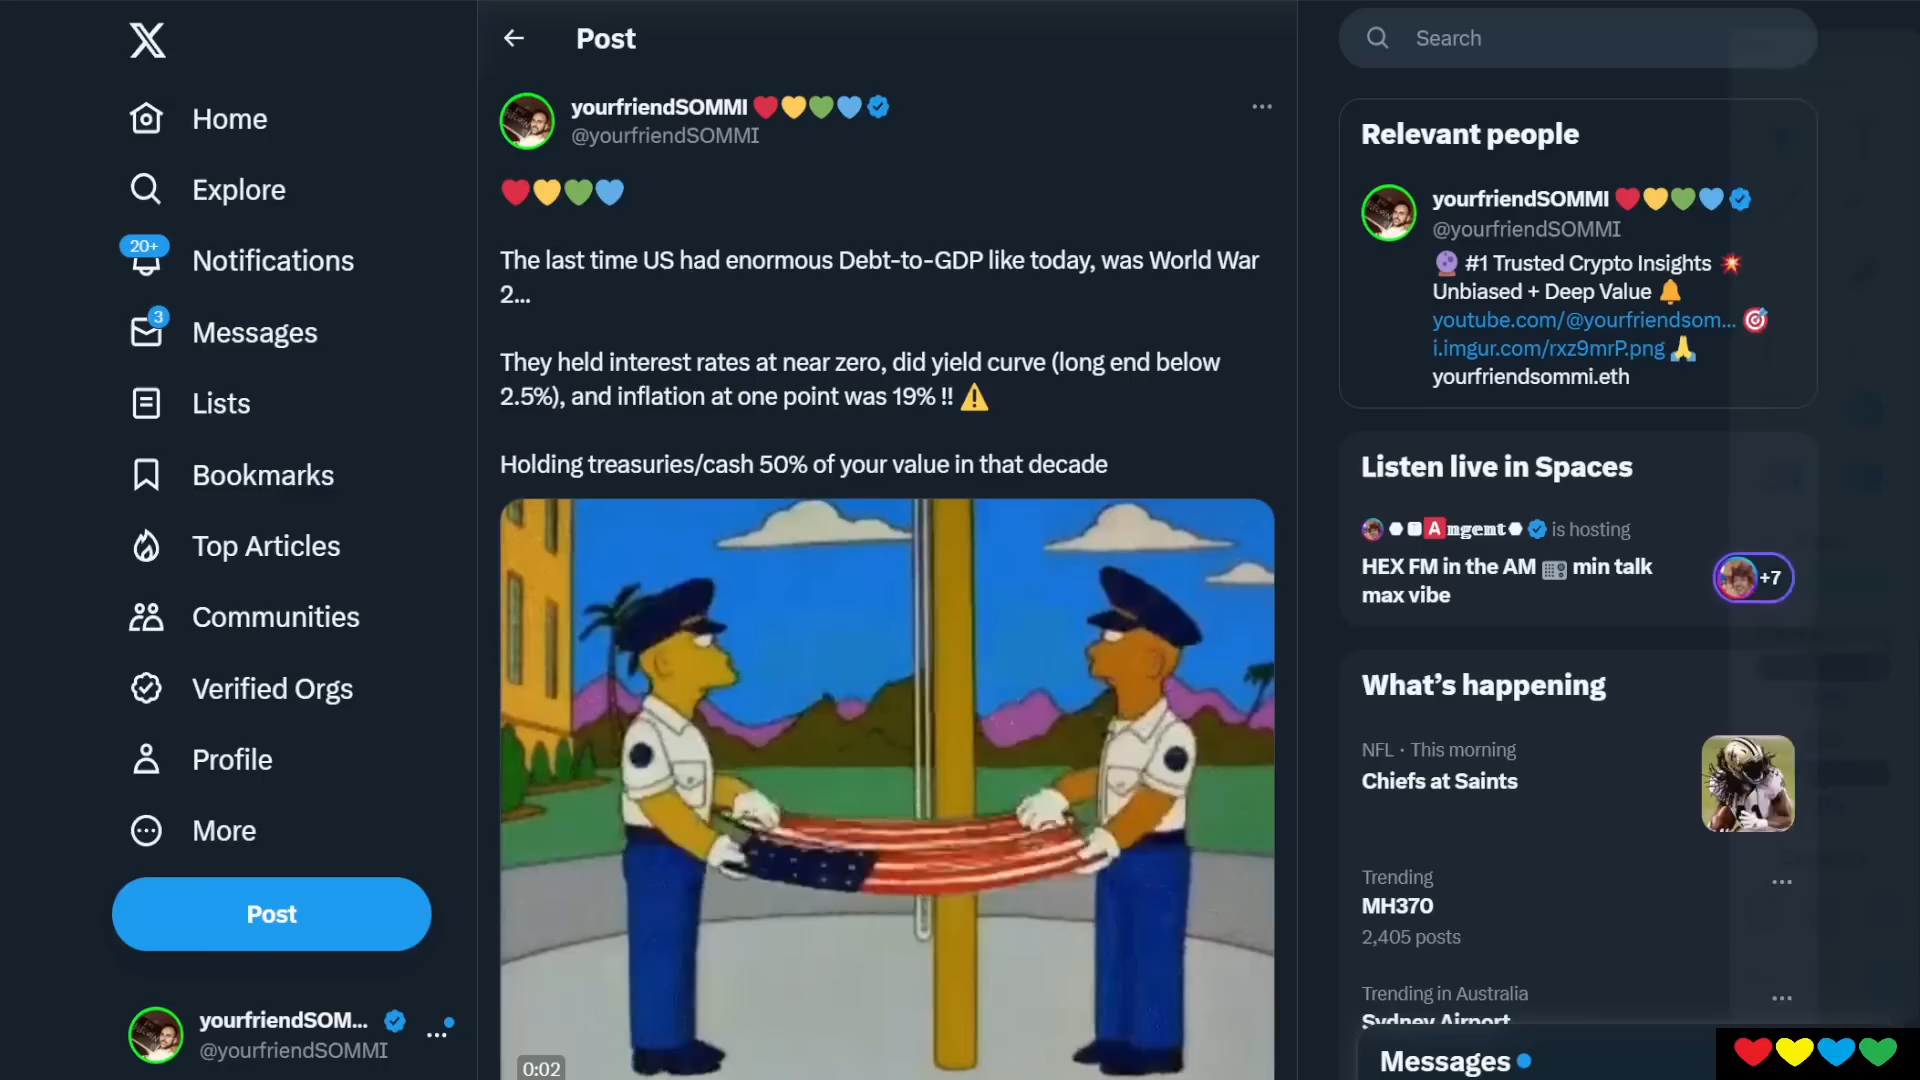 Home
Explore
20+
Notifications
3
Messages
Lists
Bookmarks
Top Articles
Communities
Verified Orgs
Profile
More
Post
yourfriendSOM...
@yourfriendSOMMI
Post
yourfriendSOMMI
@yourfriendSOMMI
The last time US had enormous Debt-to-GDP like today, was World War
2...
They held interest rates at near zero, did yield curve (long end below
2.5%), and inflation at one point was 19% !!
Holding treasuries/cash 50% of your value in that decade
0:02
Search
Relevant people
yourfriendSOMMI
@yourfriendSOMMI
#1 Trusted Crypto Insights
Unbiased + Deep Value
youtube.com/@yourfriendsom...
i.imgur.com/rxz9mrP.png
yourfriendsommi.eth
Listen live in Spaces
Angent is hosting
HEX FM in the AM min talk
max vibe
+7
What's happening
NFL · This morning
Chiefs at Saints
Trending
MH370
2,405 posts
Trending in Australia
Sydney Airport
Messages